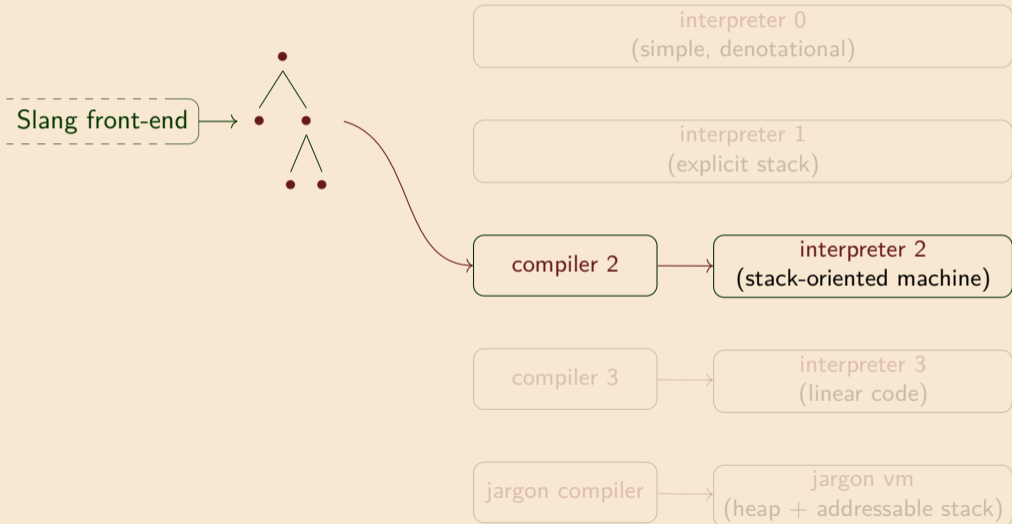 interpreter 0
(simple, denotational)
Slang front-end
interpreter 1
(explicit stack)
compiler 2
interpreter 2
(stack-oriented machine)
compiler 3
interpreter 3
(linear code)
jargon compiler
jargon vm
(heap + addressable stack)